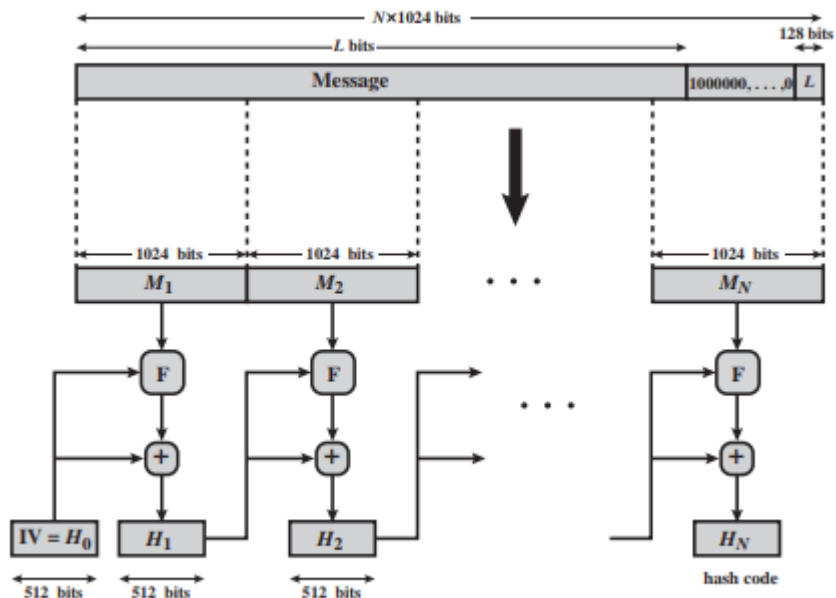 N×1024 bits
L bits
128 bits
Message
1000000, . . . ,0
L
1024 bits
1024 bits
1024 bits
M1
M2
. . .
MN
F
F
F
. . .
+
+
+
IV = H0
H1
H2
HN
512 bits
512 bits
512 bits
hash code